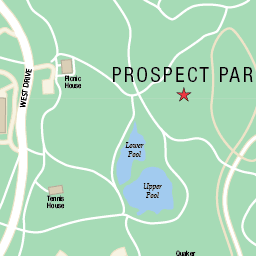 PROSPECT PAR
Picnic
House
WEST DRIVE
Lower
Pool
Upper
Pool
Tennis
House
Quaker